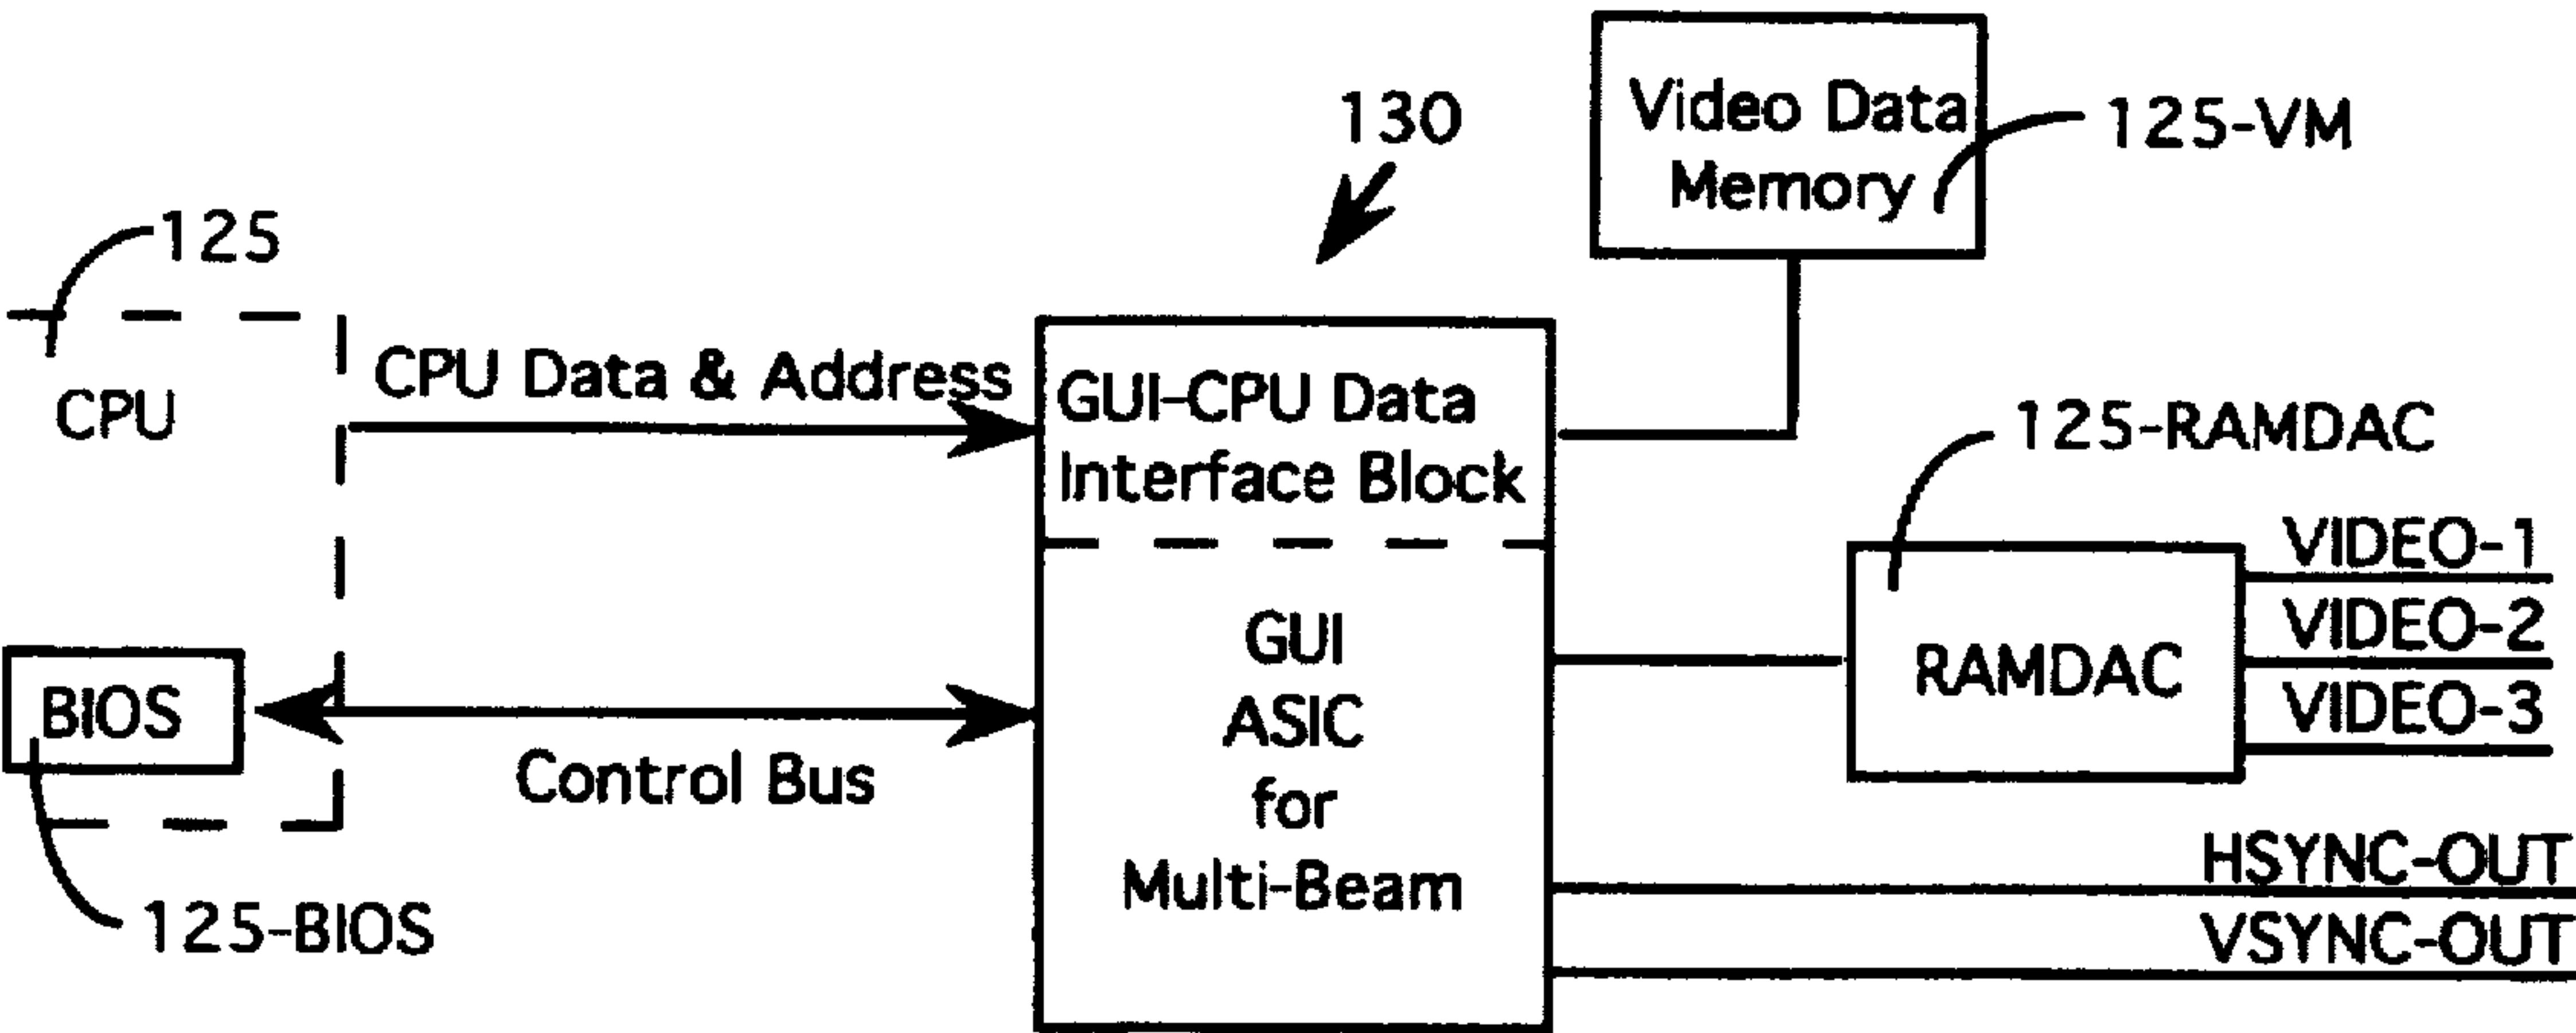 130
Video Data
Memory
125-VM
125
CPU
CPU Data & Address
GUI-CPU Data
Interface Block
125-RAMDAC
VIDEO-1
VIDEO-2
VIDEO-3
RAMDAC
GUI
ASIC
for
Multi-Beam
BIOS
Control Bus
125-BIOS
HSYNC-OUT
VSYNC-OUT